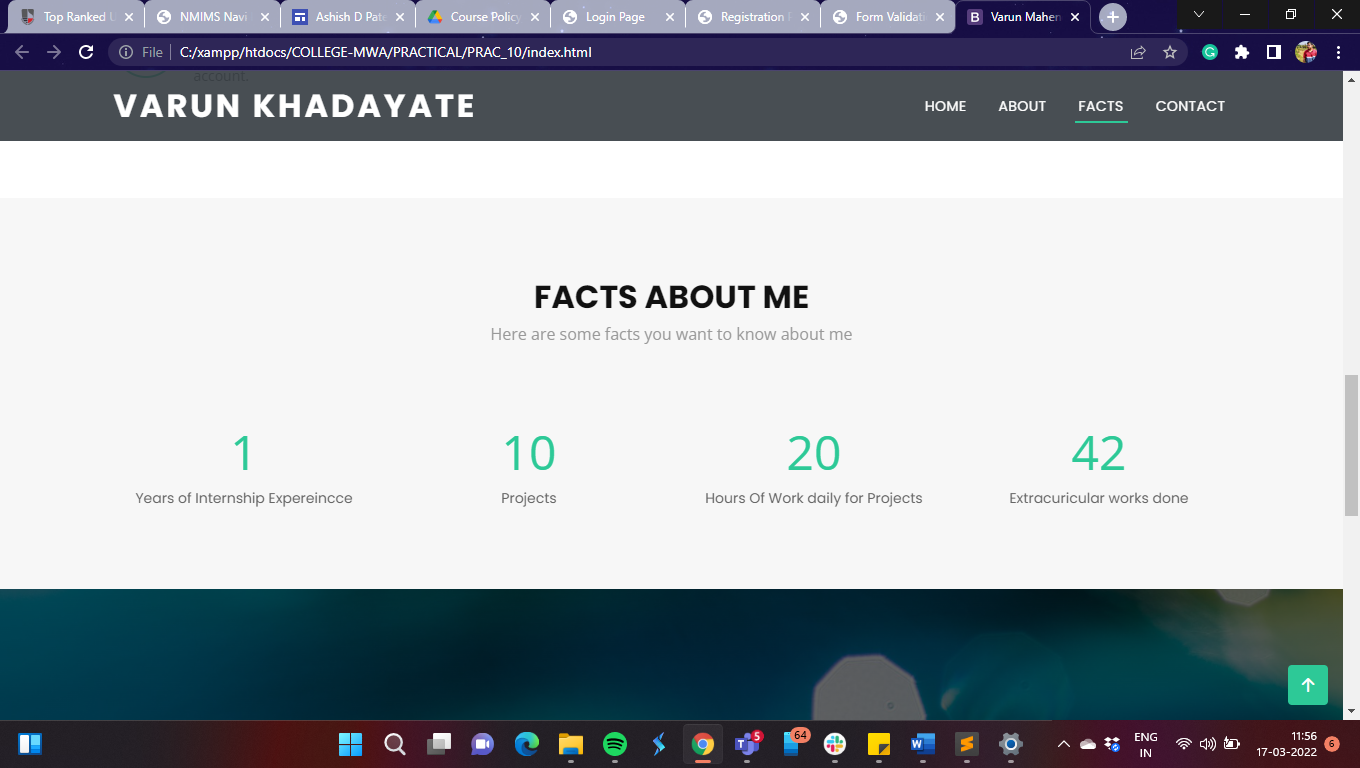 Top Ranked U
NMIMS Navi
Ashish D Pate
Course Policy
Login Page
Registration F
Form Validati
Varun Mahen
File
C:/xampp/htdocs/COLLEGE-MWA/PRACTICAL/PRAC_10/index.html
account.
VARUN KHADAYATE
HOME
ABOUT
FACTS
CONTACT
FACTS ABOUT ME
Here are some facts you want to know about me
1
Years of Internship Expereincce
10
Projects
20
Hours Of Work daily for Projects
42
Extracuricular works done
5
64
ENG
IN
11:56
17-03-2022
6